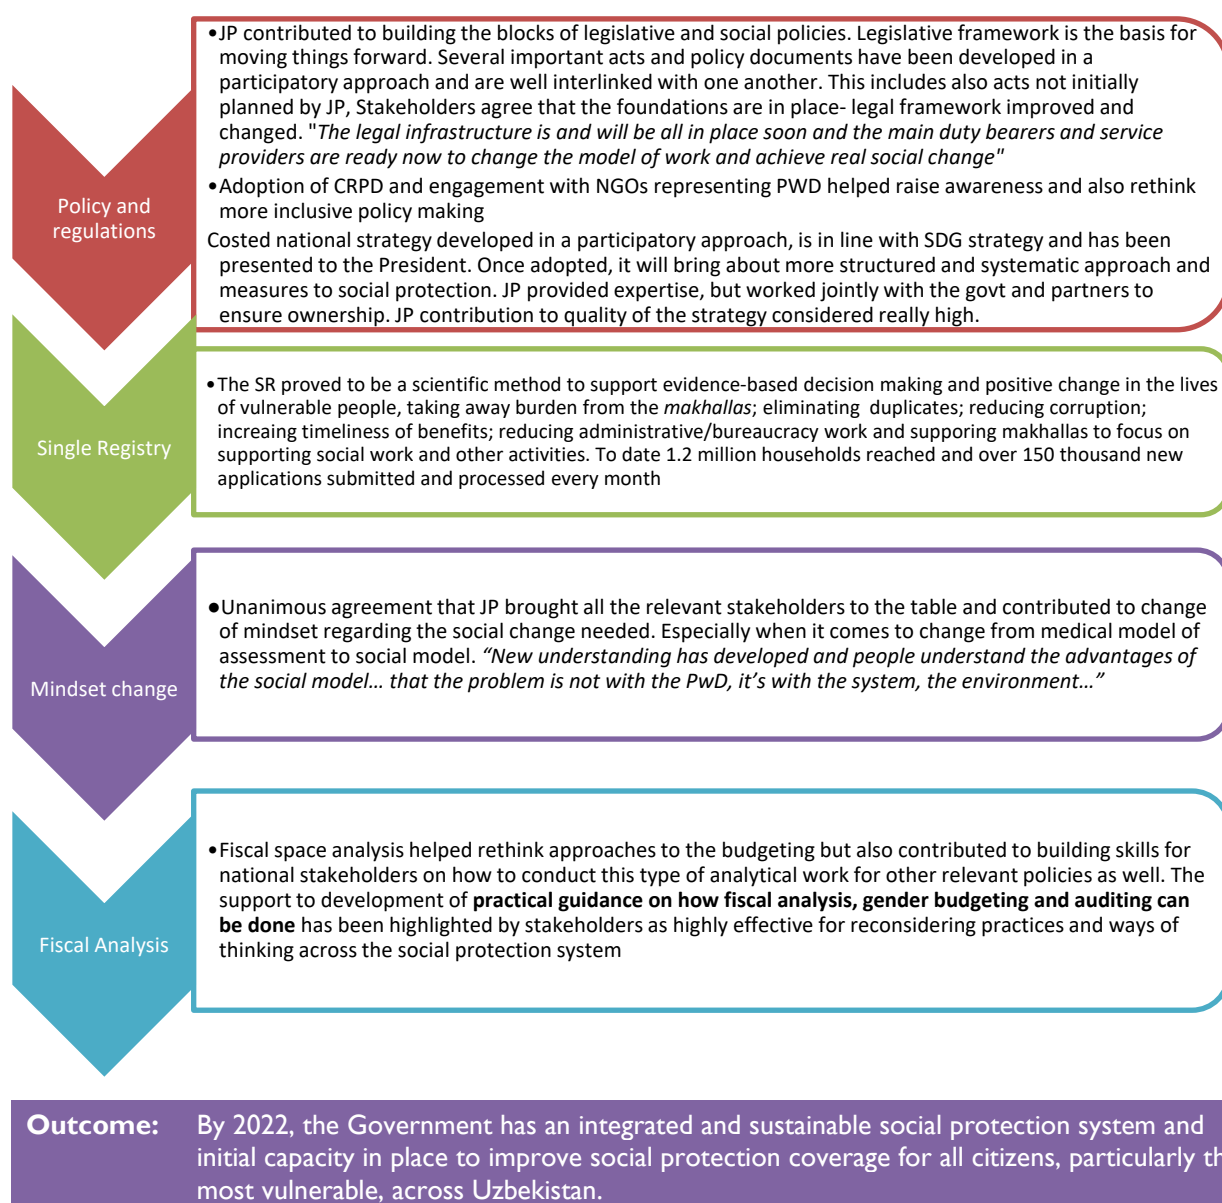 •JP contributed to building the blocks of legislative and social policies. Legislative framework is the basis for
moving things forward. Several important acts and policy documents have been developed in a
participatory approach and are well interlinked with one another. This includes also acts not initially
planned by JP, Stakeholders agree that the foundations are in place- legal framework improved and
changed. "The legal infrastructure is and will be all in place soon and the main duty bearers and service
providers are ready now to change the model of work and achieve real social change"
•Adoption of CRPD and engagement with NGOs representing PWD helped raise awareness and also rethink
more inclusive policy making
Costed national strategy developed in a participatory approach, is in line with SDG strategy and has been
presented to the President. Once adopted, it will bring about more structured and systematic approach and
measures to social protection. JP provided expertise, but worked jointly with the govt and partners to
ensure ownership. JP contribution to quality of the strategy considered really high.
Policy and
regulations
•The SR proved to be a scientific method to support evidence-based decision making and positive change in the lives
of vulnerable people, taking away burden from the makhallas; eliminating duplicates; reducing corruption;
increaing timeliness of benefits; reducing administrative/bureaucracy work and supporing makhallas to focus on
supporting social work and other activities. To date 1.2 million households reached and over 150 thousand new
applications submitted and processed every month
Single Registry
●Unanimous agreement that JP brought all the relevant stakeholders to the table and contributed to change
of mindset regarding the social change needed. Especially when it comes to change from medical model of
assessment to social model. “New understanding has developed and people understand the advantages of
the social model… that the problem is not with the PwD, it’s with the system, the environment…”
Mindset change
•Fiscal space analysis helped rethink approaches to the budgeting but also contributed to building skills for
national stakeholders on how to conduct this type of analytical work for other relevant policies as well. The
support to development of practical guidance on how fiscal analysis, gender budgeting and auditing can
be done has been highlighted by stakeholders as highly effective for reconsidering practices and ways of
thinking across the social protection system
Fiscal Analysis
Outcome: By 2022, the Government has an integrated and sustainable social protection system and
initial capacity in place to improve social protection coverage for all citizens, particularly th
most vulnerable, across Uzbekistan.